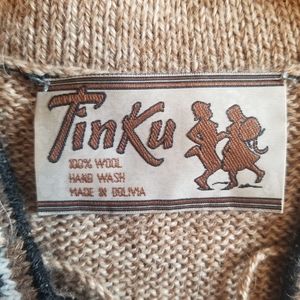 Tinku
100% WOOL
HAND WASH
MADE IN BOLIVIA